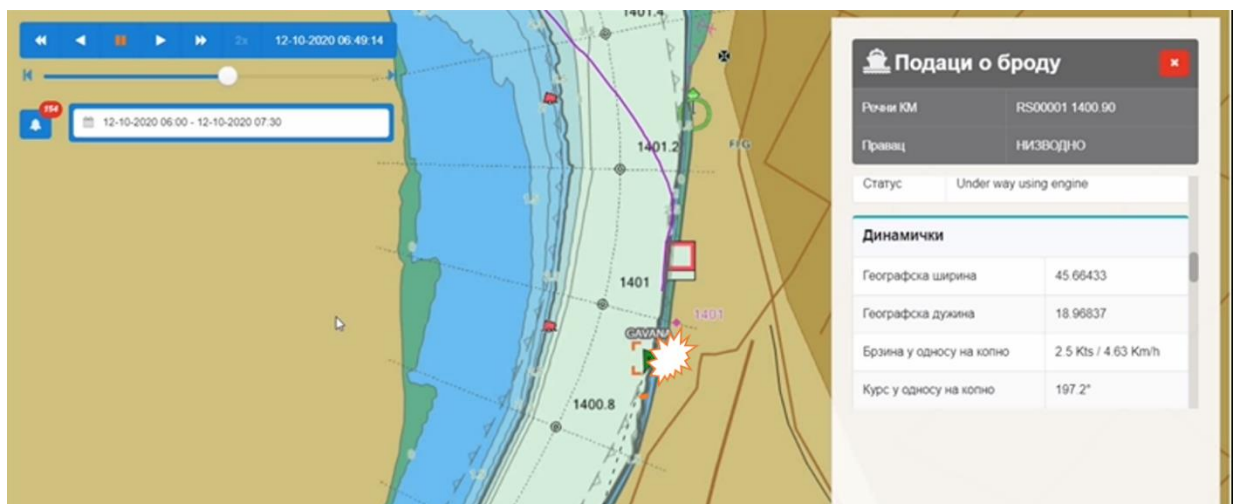 2x 12-10-2020 06:49:14
154
12-10-2020 06:00 - 12-10-2020 07:30
1401.4
1401.2
1401
1401
GAVANA
1400.8
Подаци о броду
Речни КМ RS00001 1400.90
Правац НИЗВОДНО
Статус Under way using engine
Динамички
Географска ширина 45.66433
Географска дужина 18.96837
Брзина у односу на копно 2.5 Kts / 4.63 Km/h
Курс у односу на копно 197.2°